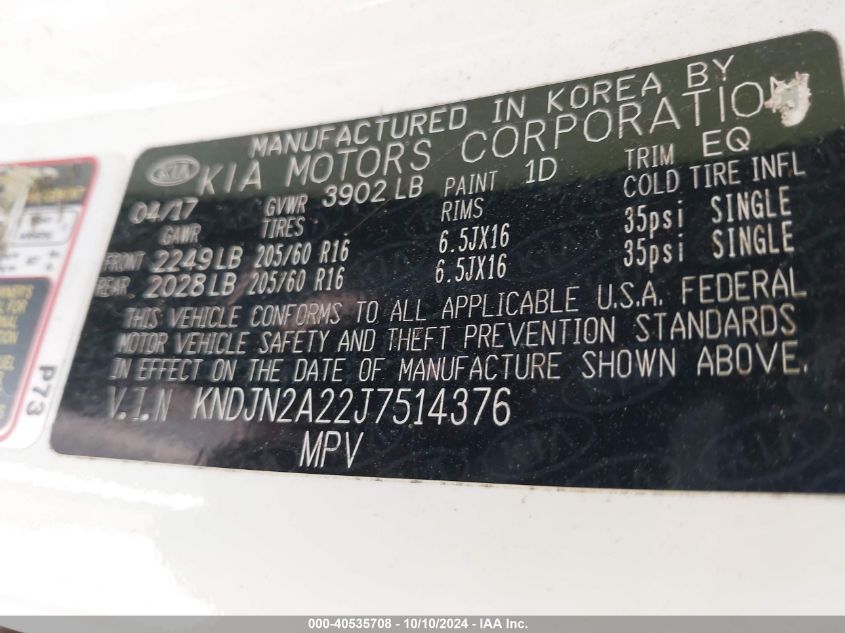 MANUFACTURED IN KOREA BY
KIA KIA MOTORS CORPORATION
04/17 GVWR 3902 LB PAINT 1D TRIM EQ
GAWR TIRES RIMS COLD TIRE INFL
FRONT 2249 LB 205/60 R16 6.5JX16 35psi SINGLE
REAR 2028 LB 205/60 R16 6.5JX16 35psi SINGLE
THIS VEHICLE CONFORMS TO ALL APPLICABLE U.S.A. FEDERAL
MOTOR VEHICLE SAFETY AND THEFT PREVENTION STANDARDS
IN EFFECT ON THE DATE OF MANUFACTURE SHOWN ABOVE.
V.I.N KNDJN2A22J7514376
MPV
P73
000-40535708 - 10/10/2024 - IAA Inc.